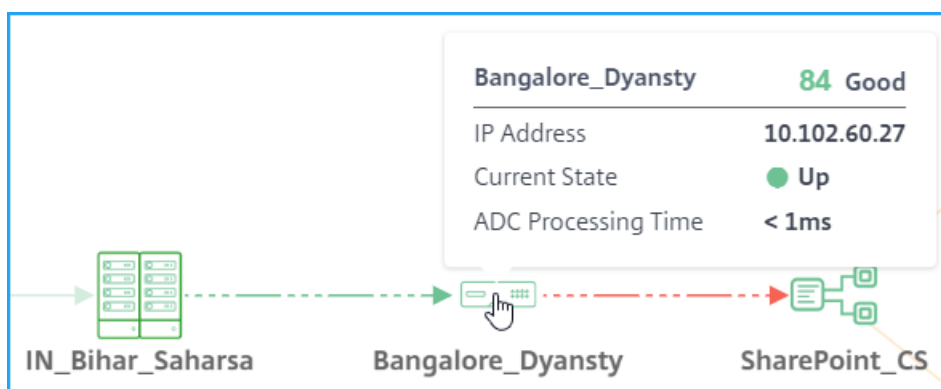 Bangalore_Dyansty 84 Good
IP Address 10.102.60.27
Current State Up
ADC Processing Time < 1ms
IN_Bihar_Saharsa Bangalore_Dyansty SharePoint_CS